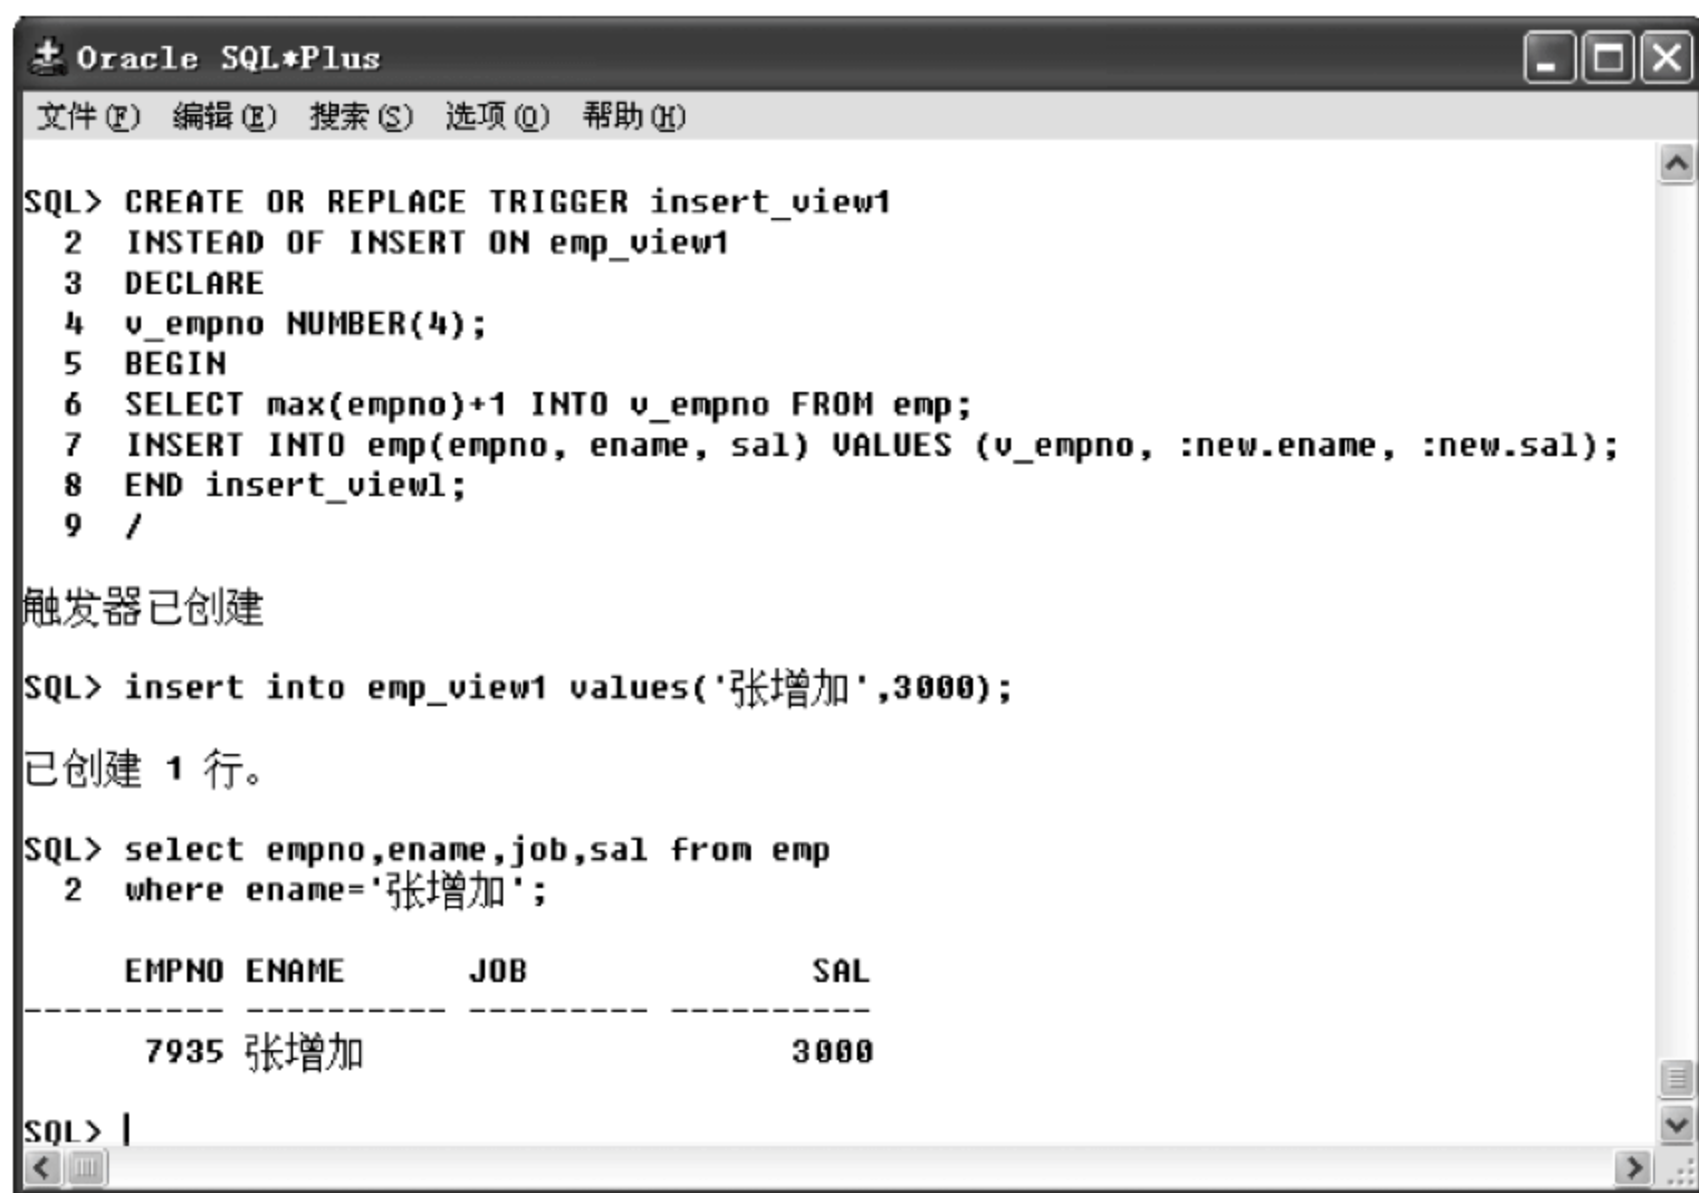 Oracle SQL*Plus
文件(F) 编辑(E) 搜索(S) 选项(O) 帮助(H)
SQL> CREATE OR REPLACE TRIGGER insert_view1
2 INSTEAD OF INSERT ON emp_view1
3 DECLARE
4 v_empno NUMBER(4);
5 BEGIN
6 SELECT max(empno)+1 INTO v_empno FROM emp;
7 INSERT INTO emp(empno, ename, sal) VALUES (v_empno, :new.ename, :new.sal);
8 END insert_viewl;
9 /
触发器已创建
SQL> insert into emp_view1 values('张增加',3000);
已创建 1 行。
SQL> select empno,ename,job,sal from emp
2 where ename='张增加';
EMPNO ENAME JOB SAL
---------- ---------- --------- ----------
7935 张增加 3000
SQL>